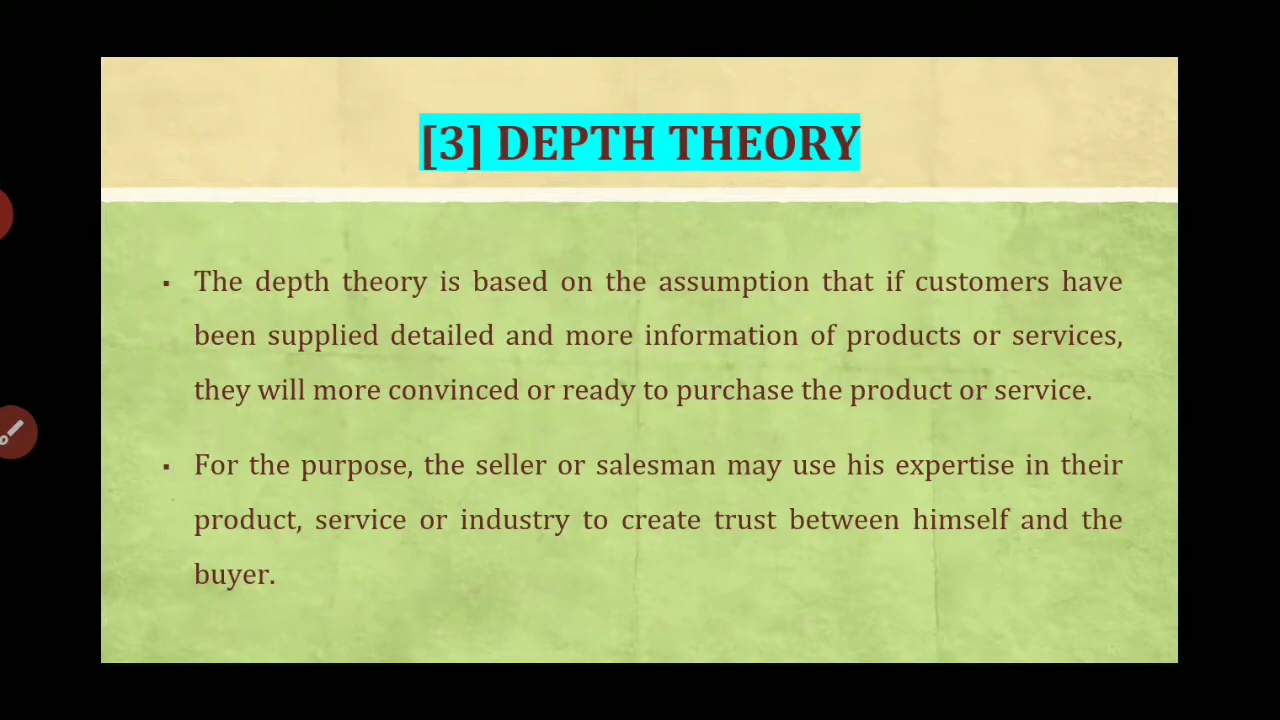 [3] DEPTH THEORY
▪ The depth theory is based on the assumption that if customers have
been supplied detailed and more information of products or services,
they will more convinced or ready to purchase the product or service.
▪ For the purpose, the seller or salesman may use his expertise in their
product, service or industry to create trust between himself and the
buyer.